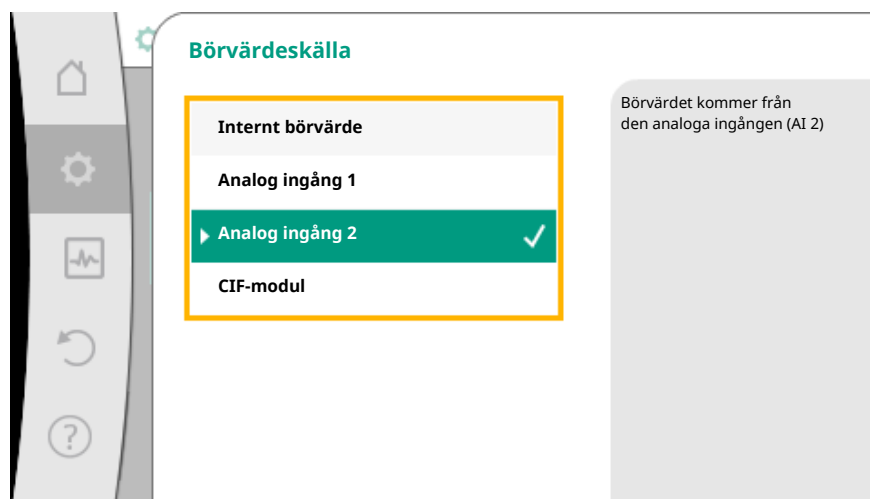 Börvärdeskälla
Internt börvärde
Analog ingång 1
Analog ingång 2
CIF-modul
Börvärdet kommer från
den analoga ingången (AI 2)
?